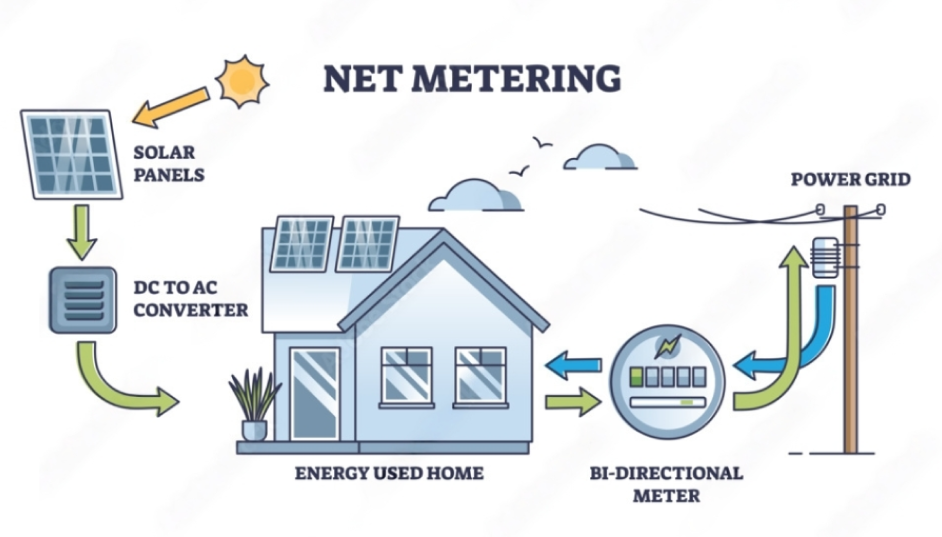 NET METERING
SOLAR
PANELS
POWER GRID
DC TO AC
CONVERTER
ENERGY USED HOME
BI-DIRECTIONAL
METER